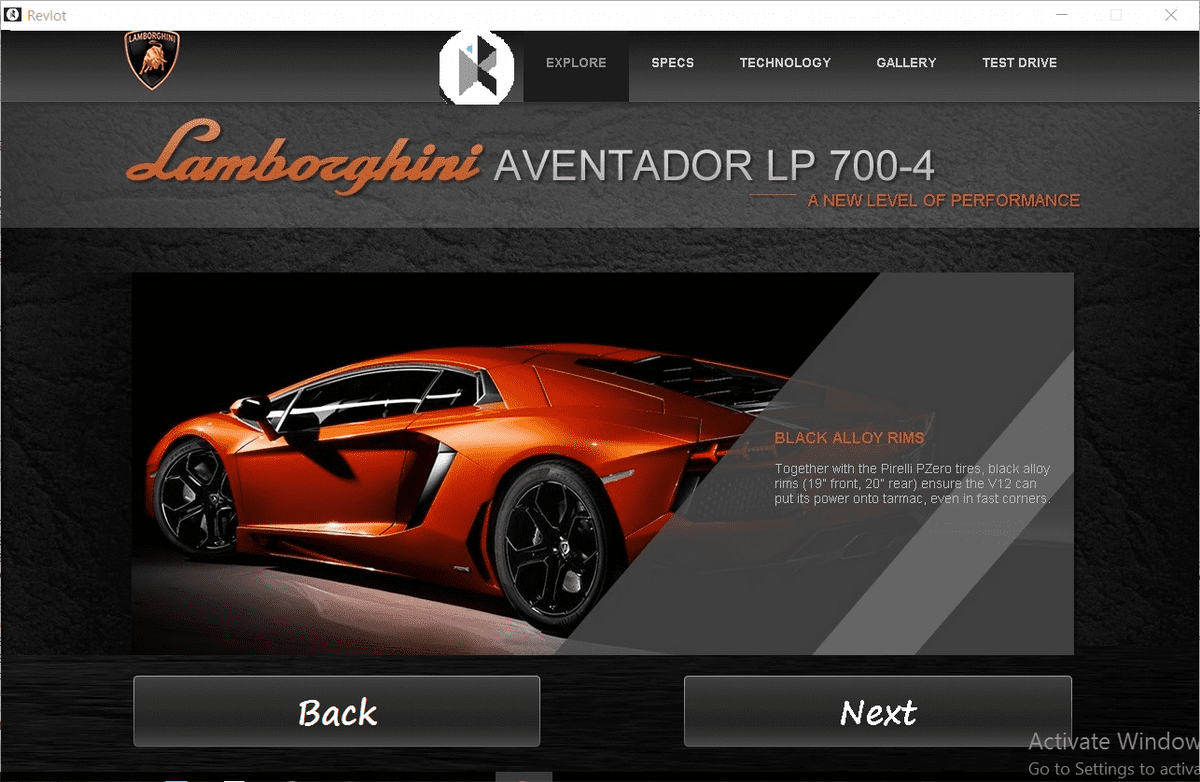 Revlot
LAMBORGHINI
EXPLORE SPECS TECHNOLOGY GALLERY TEST DRIVE
Lamborghini AVENTADOR LP 700-4
A NEW LEVEL OF PERFORMANCE
BLACK ALLOY RIMS
Together with the Pirelli PZero tires, black alloy
rims (19" front, 20" rear) ensure the V12 can
put its power onto tarmac, even in fast corners.
Back Next
Activate Window
Go to Settings to activa